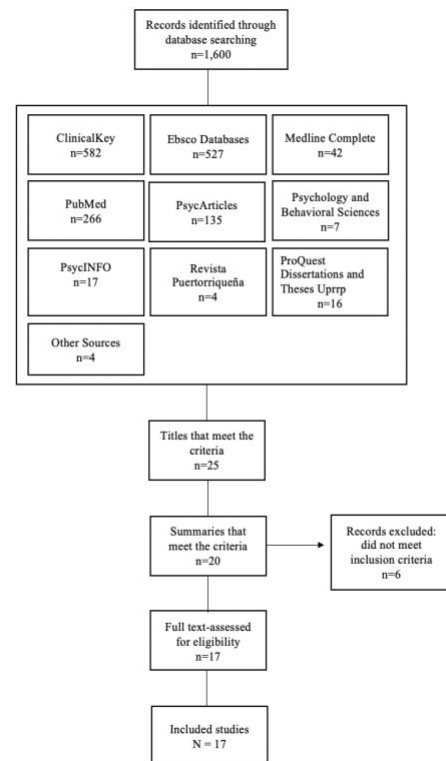 Records identified through
database searching
n=1,600
ClinicalKey
n=582
Ebsco Databases
n=527
Medline Complete
n=42
PubMed
n=266
PsycArticles
n=135
Psychology and
Behavioral Sciences
n=7
PsycINFO
n=17
Revista
Puertorriqueña
n=4
ProQuest
Dissertations and
Theses Uprrp
n=16
Other Sources
n=4
Titles that meet the
criteria
n=25
Summaries that
meet the criteria
n=20
Records excluded:
did not meet
inclusion criteria
n=6
Full text-assessed
for eligibility
n=17
Included studies
N = 17